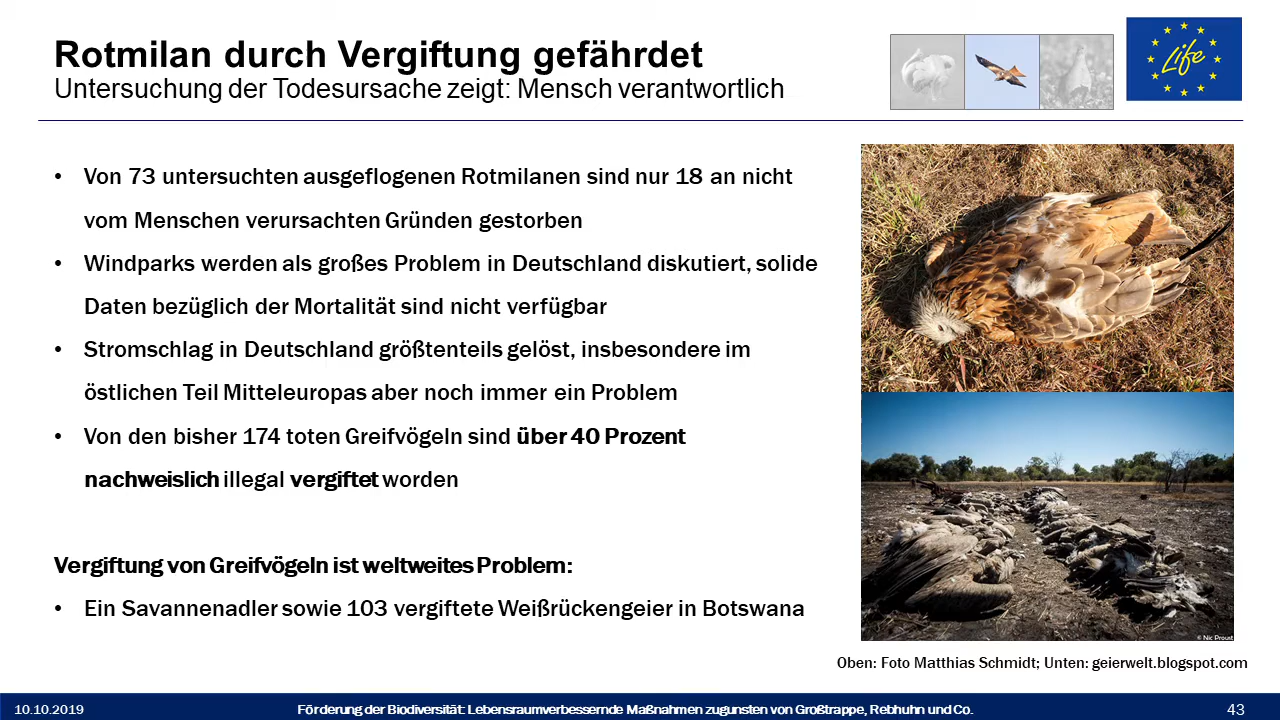 Rotmilan durch Vergiftung gefährdet
Untersuchung der Todesursache zeigt: Mensch verantwortlich
Life
• Von 73 untersuchten ausgeflogenen Rotmilanen sind nur 18 an nicht
vom Menschen verursachten Gründen gestorben
• Windparks werden als großes Problem in Deutschland diskutiert, solide
Daten bezüglich der Mortalität sind nicht verfügbar
• Stromschlag in Deutschland größtenteils gelöst, insbesondere im
östlichen Teil Mitteleuropas aber noch immer ein Problem
• Von den bisher 174 toten Greifvögeln sind über 40 Prozent
nachweislich illegal vergiftet worden
Vergiftung von Greifvögeln ist weltweites Problem:
• Ein Savannenadler sowie 103 vergiftete Weißrückengeier in Botswana
© Nic Proust
Oben: Foto Matthias Schmidt; Unten: geierwelt.blogspot.com
10.10.2019
Förderung der Biodiversität: Lebensraumverbessernde Maßnahmen zugunsten von Großtrappe, Rebhuhn und Co.
43